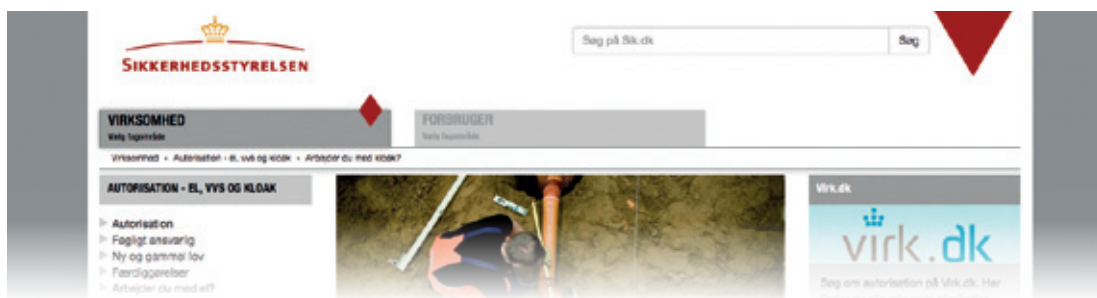 Søg på Sik.dk
Søg
SIKKERHEDSSTYRELSEN
VIRKSOMHED
Vælg fagområde
FORBRUGER
Vælg fagområde
Virksomhed • Autorisation - el, vvs og kloak • Arbejder du med kloak?
AUTORISATION - EL, VVS OG KLOAK
Autorisation
Fagligt ansvarlig
Ny og gammel lov
Færdiggørelser
Arbejder du med el?
Virk.dk
virk.dk
Søg om autorisation på Virk.dk. Her